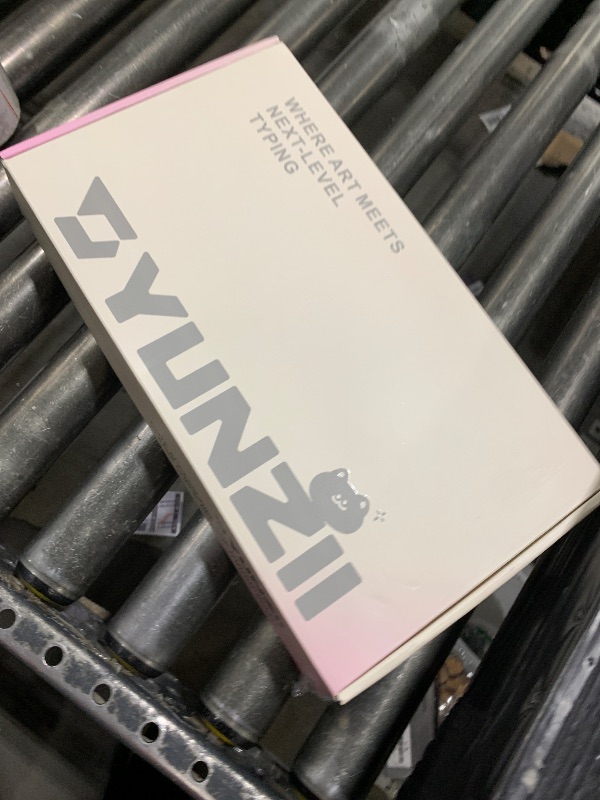 WHERE ART MEETS
NEXT-LEVEL
TYPING
YUNZII